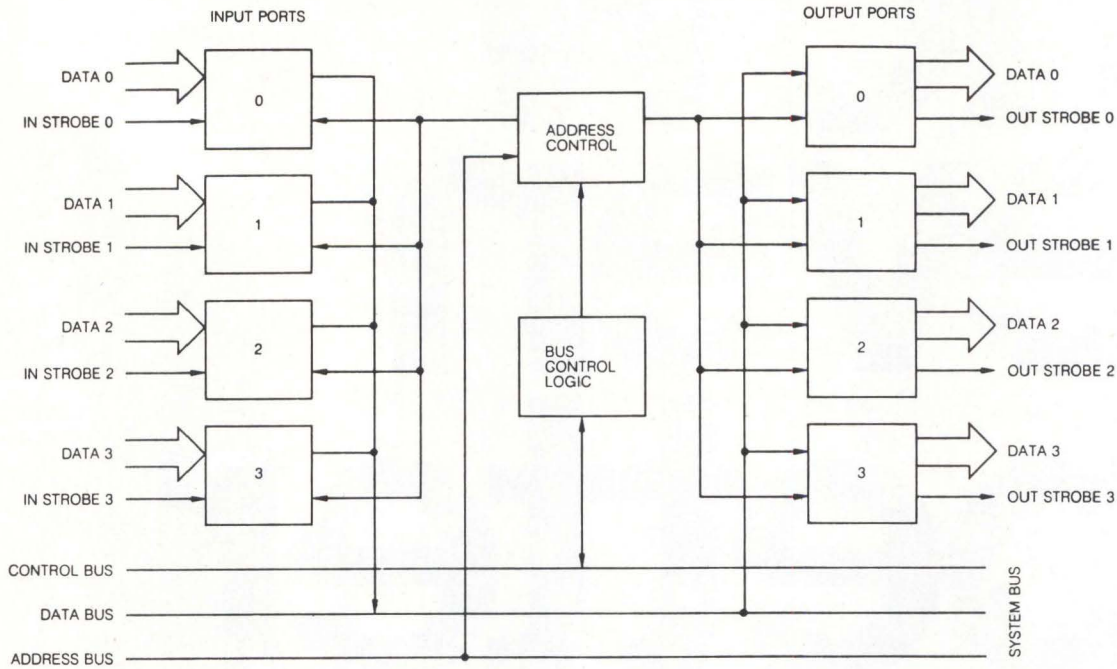 INPUT PORTS
OUTPUT PORTS
DATA 0
IN STROBE 0
0
DATA 1
IN STROBE 1
1
DATA 2
IN STROBE 2
2
DATA 3
IN STROBE 3
3
ADDRESS
CONTROL
BUS
CONTROL
LOGIC
0
DATA 0
OUT STROBE 0
1
DATA 1
OUT STROBE 1
2
DATA 2
OUT STROBE 2
3
DATA 3
OUT STROBE 3
CONTROL BUS
DATA BUS
ADDRESS BUS
SYSTEM BUS